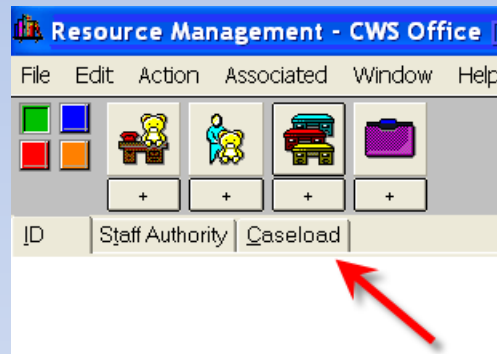 Resource Management - CWS Office
File Edit Action Associated Window Help
+ + + +
ID Staff Authority Caseload